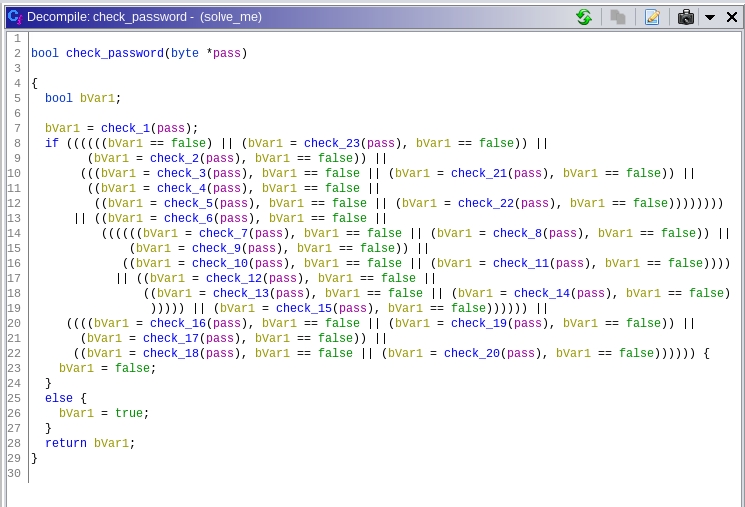 Decompile: check_password - (solve_me)
1
2 bool check_password(byte *pass)
3
4 {
5   bool bVar1;
6
7   bVar1 = check_1(pass);
8   if ((((((bVar1 == false) || (bVar1 = check_23(pass), bVar1 == false)) ||
9         (bVar1 = check_2(pass), bVar1 == false)) ||
10        (((bVar1 = check_3(pass), bVar1 == false || (bVar1 = check_21(pass), bVar1 == false)) ||
11         ((bVar1 = check_4(pass), bVar1 == false ||
12          ((bVar1 = check_5(pass), bVar1 == false || (bVar1 = check_22(pass), bVar1 == false))))))))
13       || ((bVar1 = check_6(pass), bVar1 == false ||
14           ((((((bVar1 = check_7(pass), bVar1 == false || (bVar1 = check_8(pass), bVar1 == false)) ||
15               (bVar1 = check_9(pass), bVar1 == false)) ||
16              ((bVar1 = check_10(pass), bVar1 == false || (bVar1 = check_11(pass), bVar1 == false))))
17             || ((bVar1 = check_12(pass), bVar1 == false ||
18                 ((bVar1 = check_13(pass), bVar1 == false || (bVar1 = check_14(pass), bVar1 == false)
19                  ))))) || (bVar1 = check_15(pass), bVar1 == false)))))) ||
20      ((((bVar1 = check_16(pass), bVar1 == false || (bVar1 = check_19(pass), bVar1 == false)) ||
21        (bVar1 = check_17(pass), bVar1 == false)) ||
22       ((bVar1 = check_18(pass), bVar1 == false || (bVar1 = check_20(pass), bVar1 == false)))))) {
23     bVar1 = false;
24   }
25   else {
26     bVar1 = true;
27   }
28   return bVar1;
29 }
30